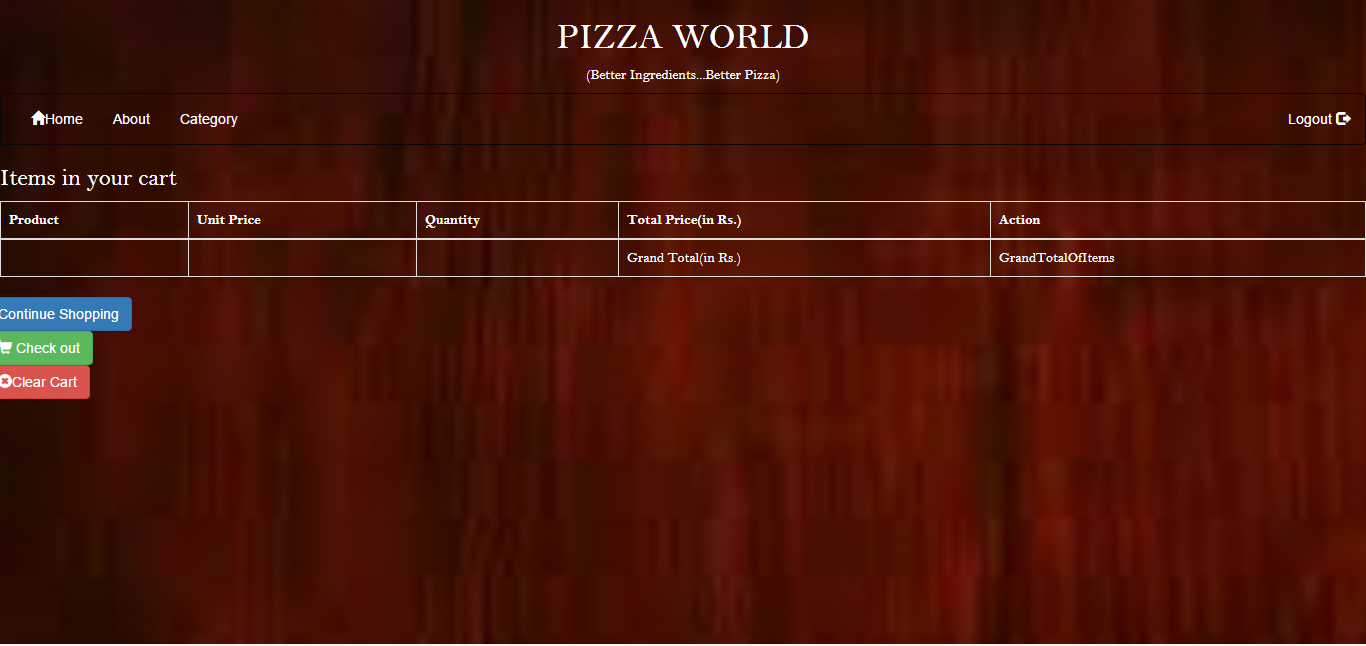 PIZZA WORLD
(Better Ingredients...Better Pizza)
Home About Category Logout
Items in your cart
Product Unit Price Quantity Total Price(in Rs.) Action
Grand Total(in Rs.) GrandTotalOfItems
Continue Shopping
Check out
Clear Cart